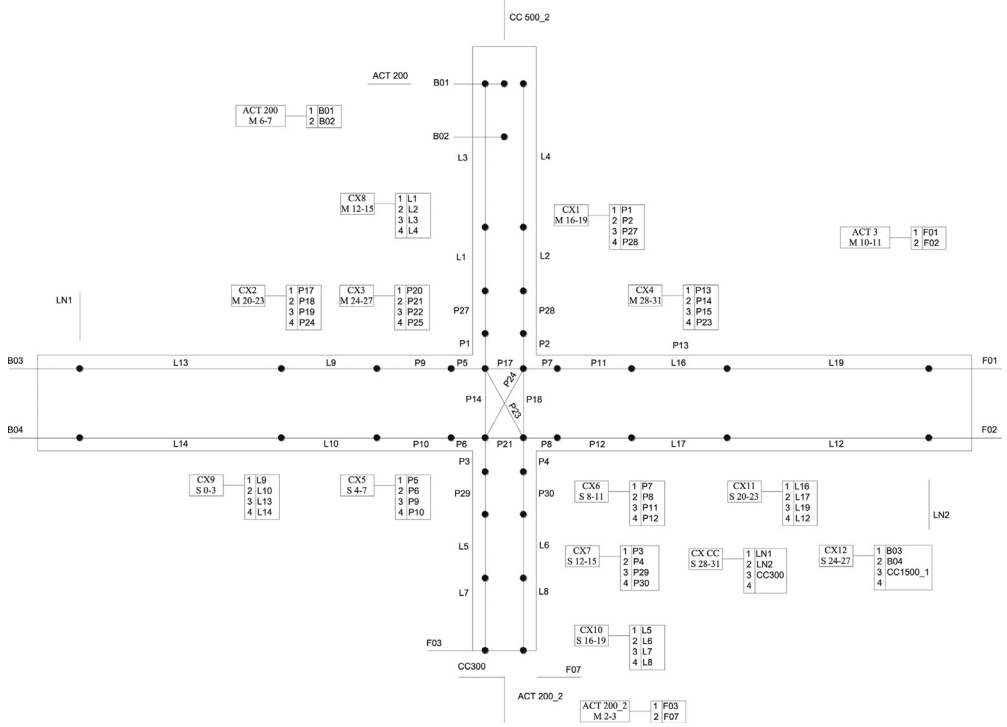 CC 500_2
ACT 200
B01
ACT 200
M 6-7
1 B01
2 B02
B02
L3
L4
CX8
M 12-15
1 L1
2 L2
3 L3
4 L4
CX1
M 16-19
1 P1
2 P2
3 P27
4 P28
ACT 3
M 10-11
1 F01
2 F02
L1
L2
LN1
CX2
M 20-23
1 P17
2 P18
3 P19
4 P24
CX3
M 24-27
1 P20
2 P21
3 P22
4 P25
P27
P28
CX4
M 28-31
1 P13
2 P14
3 P15
4 P23
P1
P2
P13
B03
L13
L9
P9
P5
P17
P7
P11
L16
L19
F01
P24
P14
P18
P23
B04
L14
L10
P10
P6
P21
P8
P12
L17
L12
F02
P3
P4
CX9
S 0-3
1 L9
2 L10
3 L13
4 L14
CX5
S 4-7
1 P5
2 P6
3 P9
4 P10
P29
P30
CX6
S 8-11
1 P7
2 P8
3 P11
4 P12
CX11
S 20-23
1 L16
2 L17
3 L19
4 L12
LN2
L5
L6
CX7
S 12-15
1 P3
2 P4
3 P29
4 P30
CX CC
S 28-31
1 LN1
2 LN2
3 CC300
4
CX12
S 24-27
1 B03
2 B04
3 CC1500_1
4
L7
L8
F03
CX10
S 16-19
1 L5
2 L6
3 L7
4 L8
CC300
F07
ACT 200_2
ACT 200_2
M 2-3
1 F03
2 F07